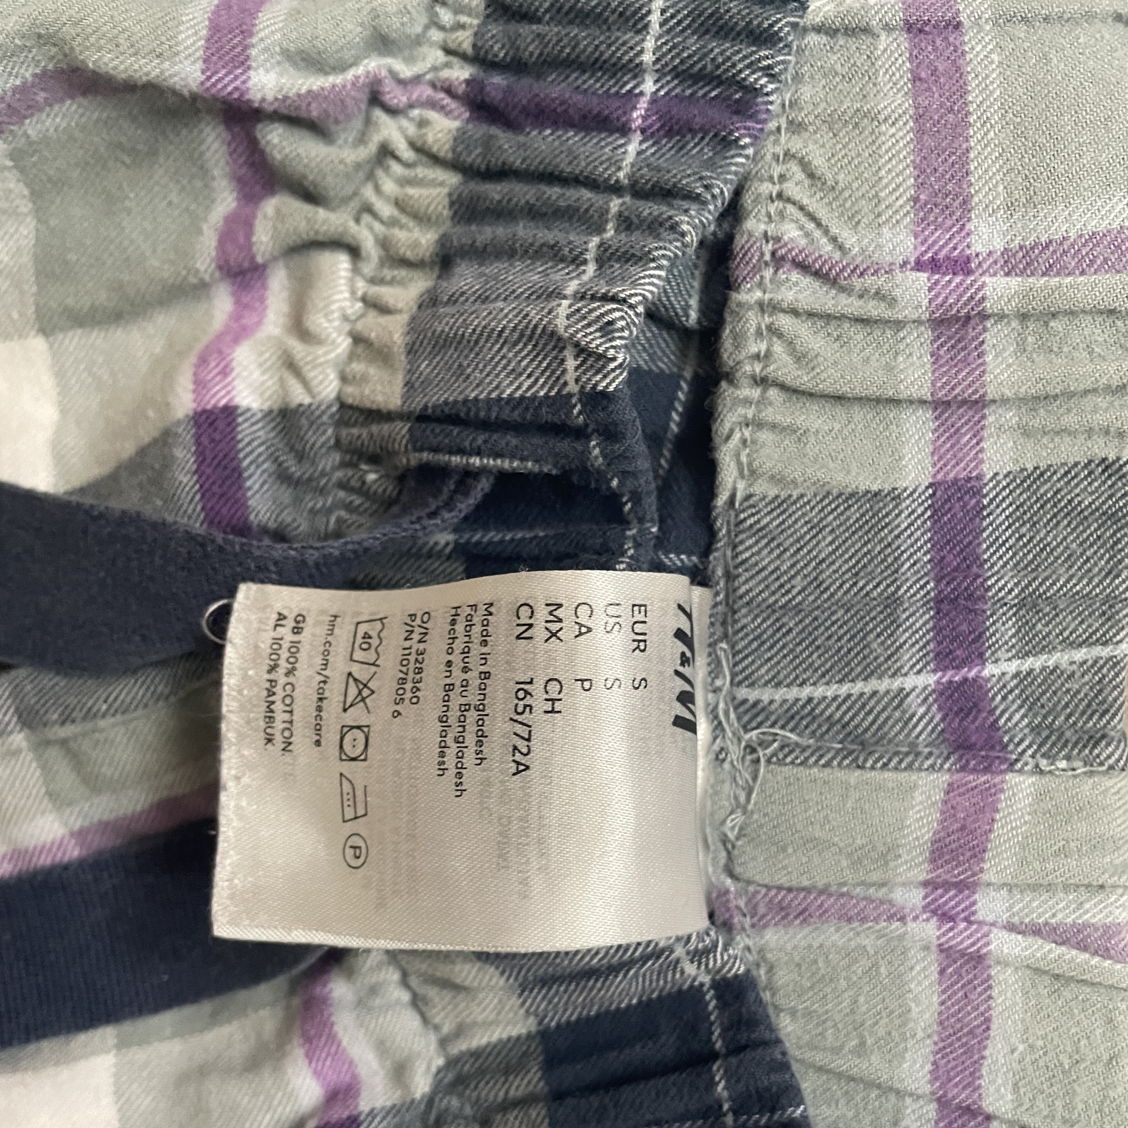 H&M
EUR S
US S
CA P
MX CH
CN 165/72A
Made in Bangladesh
Fabriqué au Bangladesh
Hecho en Bangladesh
O/N 328360
P/N 1107805 6
40
P
hm.com/takecare
GB 100% COTTON
AL 100% PAMBUK